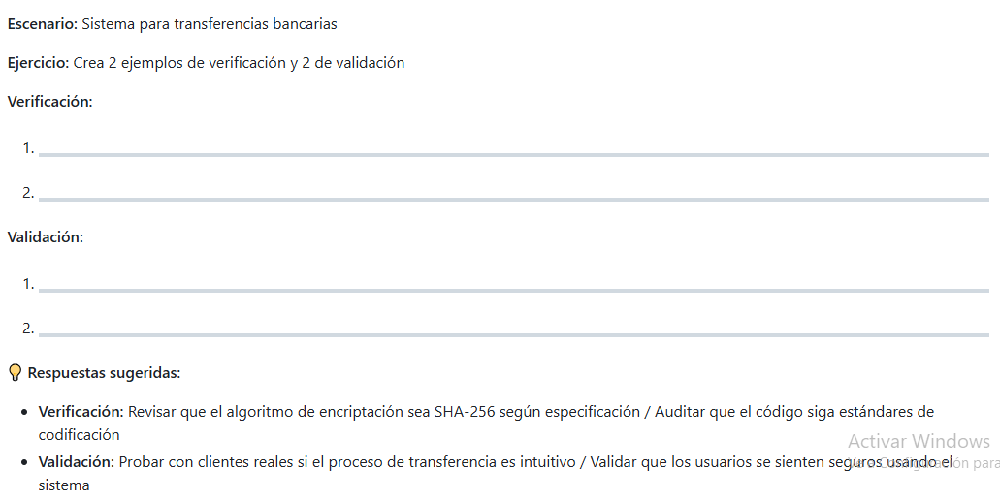 Escenario: Sistema para transferencias bancarias
Ejercicio: Crea 2 ejemplos de verificación y 2 de validación
Verificación:
1.
2.
Validación:
1.
2.
Respuestas sugeridas:
• Verificación: Revisar que el algoritmo de encriptación sea SHA-256 según especificación / Auditar que el código siga estándares de
codificación
• Validación: Probar con clientes reales si el proceso de transferencia es intuitivo / Validar que los usuarios se sienten seguros usando el
sistema
Activar Windows
Ve a Configuración para